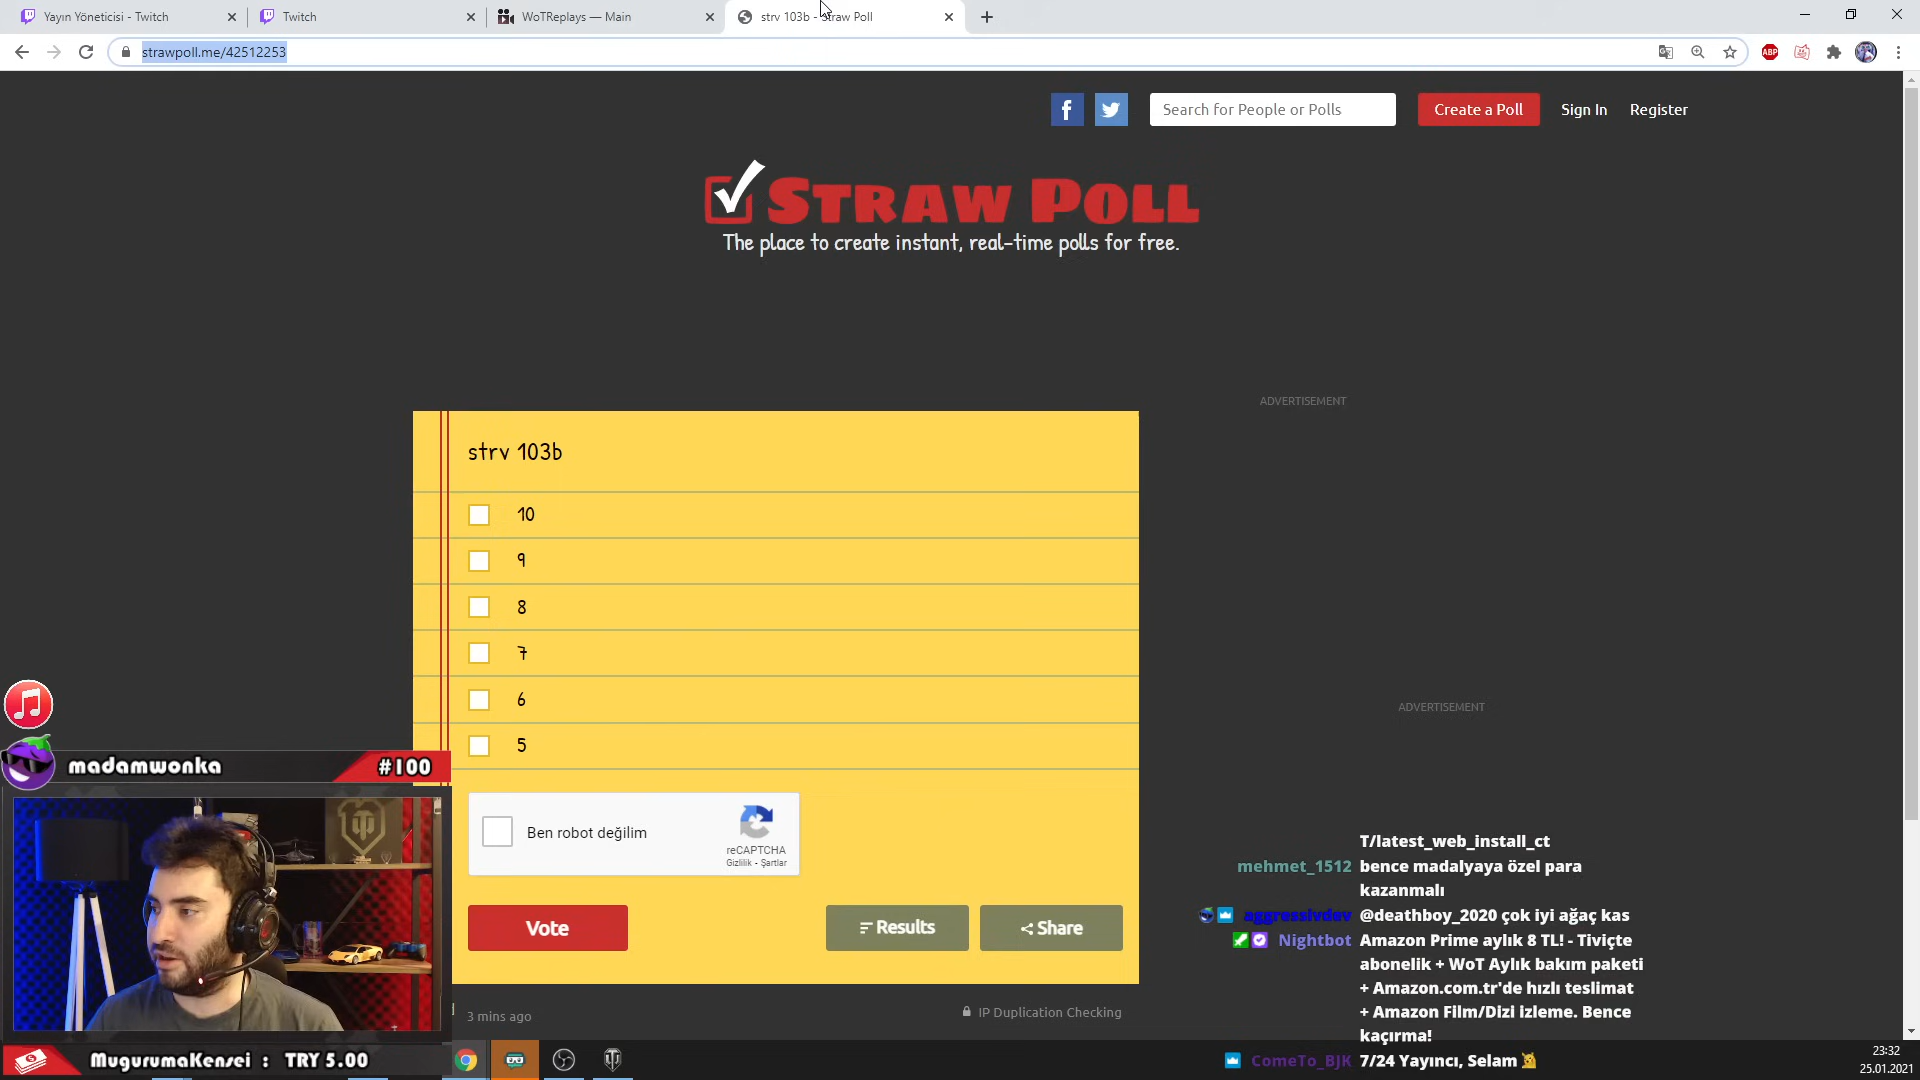 Yayın Yöneticisi - Twitch
Twitch
WoTReplays — Main
strv 103b - Straw Poll
strawpoll.me/42512253
ABP
Search for People or Polls
Create a Poll
Sign In
Register
STRAW POLL
The place to create instant, real-time polls for free.
ADVERTISEMENT
strv 103b
10
9
8
7
6
5
ADVERTISEMENT
madamwonka
#100
Ben robot değilim
reCAPTCHA
Gizlilik - Şartlar
Vote
Results
Share
3 mins ago
IP Duplication Checking
T/latest_web_install_ct
mehmet_1512 bence madalyaya özel para
kazanmalı
aggressivdev @deathboy_2020 çok iyi ağaç kas
Nightbot Amazon Prime aylık 8 TL! - Tiviçte
abonelik + WoT Aylık bakım paketi
+ Amazon.com.tr'de hızlı teslimat
+ Amazon Film/Dizi izleme. Bence
kaçırma!
ComeTo_BJK 7/24 Yayıncı, Selam
MugurumaKensei : TRY 5.00
23:32
25.01.2021